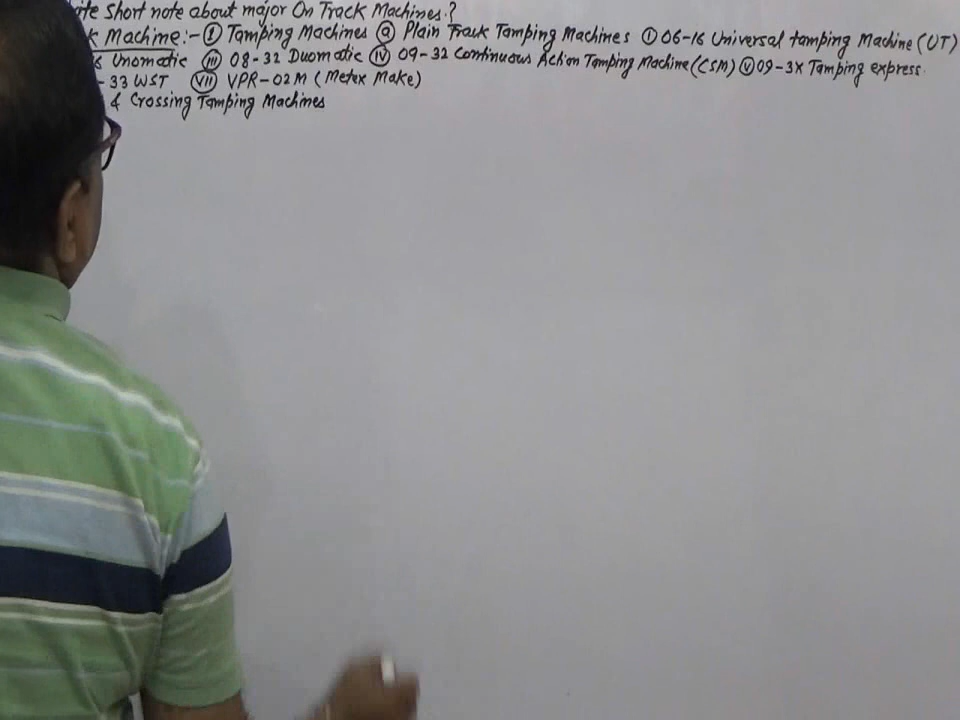 Short note about major On Track Machines.?
Machine:- ① Tamping Machines ⓐ Plain Track Tamping Machines ⓘ 06-16 Universal tamping Machine (UT)
Unomatic ⅲ 08-32 Duomatic ⅳ 09-32 Continuous Action Tamping Machine (CSM) ⓥ 09-3X Tamping express.
-33 WST ⅶ VPR-02M (Metex Make)
& Crossing Tamping Machines